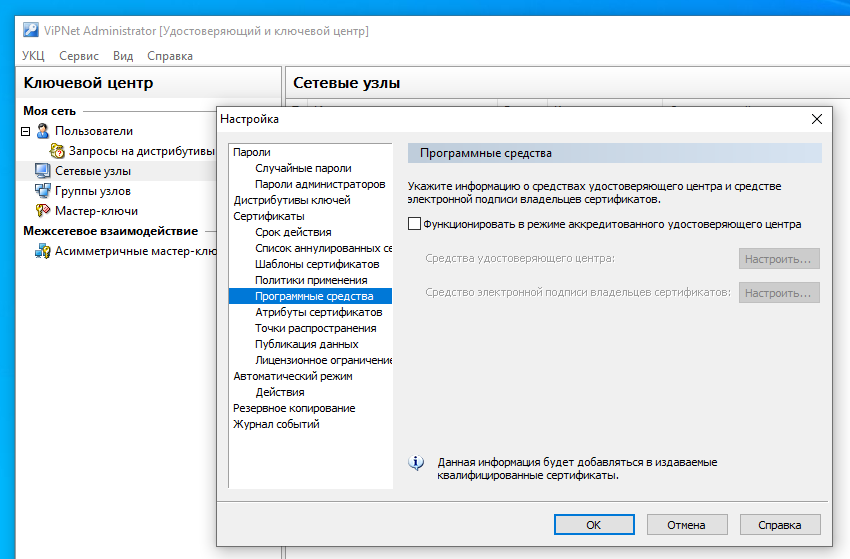 ViPNet Administrator [Удостоверяющий и ключевой центр]
УКЦ Сервис Вид Справка
Ключевой центр
Сетевые узлы
Моя сеть
Пользователи
Запросы на дистрибутивы
Сетевые узлы
Группы узлов
Мастер-ключи
Межсетевое взаимодействие
Асимметричные мастер-клю
Настройка
Пароли
Случайные пароли
Пароли администраторов
Дистрибутивы ключей
Сертификаты
Срок действия
Список аннулированных се
Шаблоны сертификатов
Политики применения
Программные средства
Атрибуты сертификатов
Точки распространения
Публикация данных
Лицензионное ограничение
Автоматический режим
Действия
Резервное копирование
Журнал событий
Программные средства
Укажите информацию о средствах удостоверяющего центра и средстве
электронной подписи владельцев сертификатов.
Функционировать в режиме аккредитованного удостоверяющего центра
Средства удостоверяющего центра: Настроить...
Средство электронной подписи владельцев сертификатов: Настроить...
Данная информация будет добавляться в издаваемые
квалифицированные сертификаты.
OK Отмена Справка